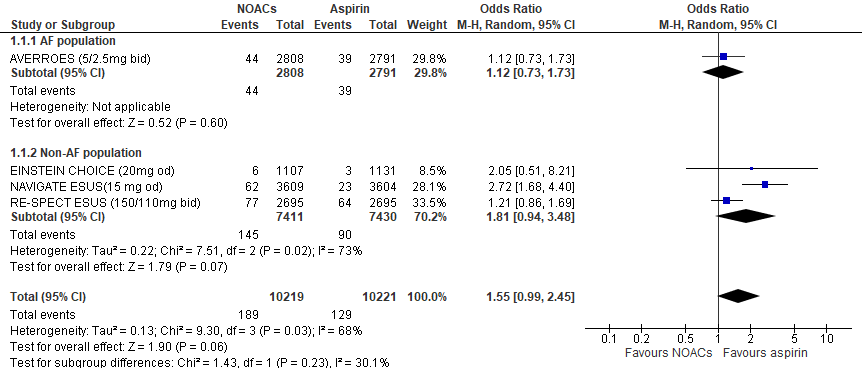 NOACs Aspirin Odds Ratio Odds Ratio
Study or Subgroup Events Total Events Total Weight M-H, Random, 95% CI M-H, Random, 95% CI
1.1.1 AF population
AVERROES (5/2.5mg bid) 44 2808 39 2791 29.8% 1.12 [0.73, 1.73]
Subtotal (95% CI) 2808 2791 29.8% 1.12 [0.73, 1.73]
Total events 44 39
Heterogeneity: Not applicable
Test for overall effect: Z = 0.52 (P = 0.60)
1.1.2 Non-AF population
EINSTEIN CHOICE (20mg od) 6 1107 3 1131 8.5% 2.05 [0.51, 8.21]
NAVIGATE ESUS(15 mg od) 62 3609 23 3604 28.1% 2.72 [1.68, 4.40]
RE-SPECT ESUS (150/110mg bid) 77 2695 64 2695 33.5% 1.21 [0.86, 1.69]
Subtotal (95% CI) 7411 7430 70.2% 1.81 [0.94, 3.48]
Total events 145 90
Heterogeneity: Tau² = 0.22; Chi² = 7.51, df = 2 (P = 0.02); I² = 73%
Test for overall effect: Z = 1.79 (P = 0.07)
Total (95% CI) 10219 10221 100.0% 1.55 [0.99, 2.45]
Total events 189 129
Heterogeneity: Tau² = 0.13; Chi² = 9.30, df = 3 (P = 0.03); I² = 68%
Test for overall effect: Z = 1.90 (P = 0.06)
Test for subgroup differences: Chi² = 1.43, df = 1 (P = 0.23), I² = 30.1%
0.1 0.2 0.5 1 2 5 10
Favours NOACs Favours aspirin